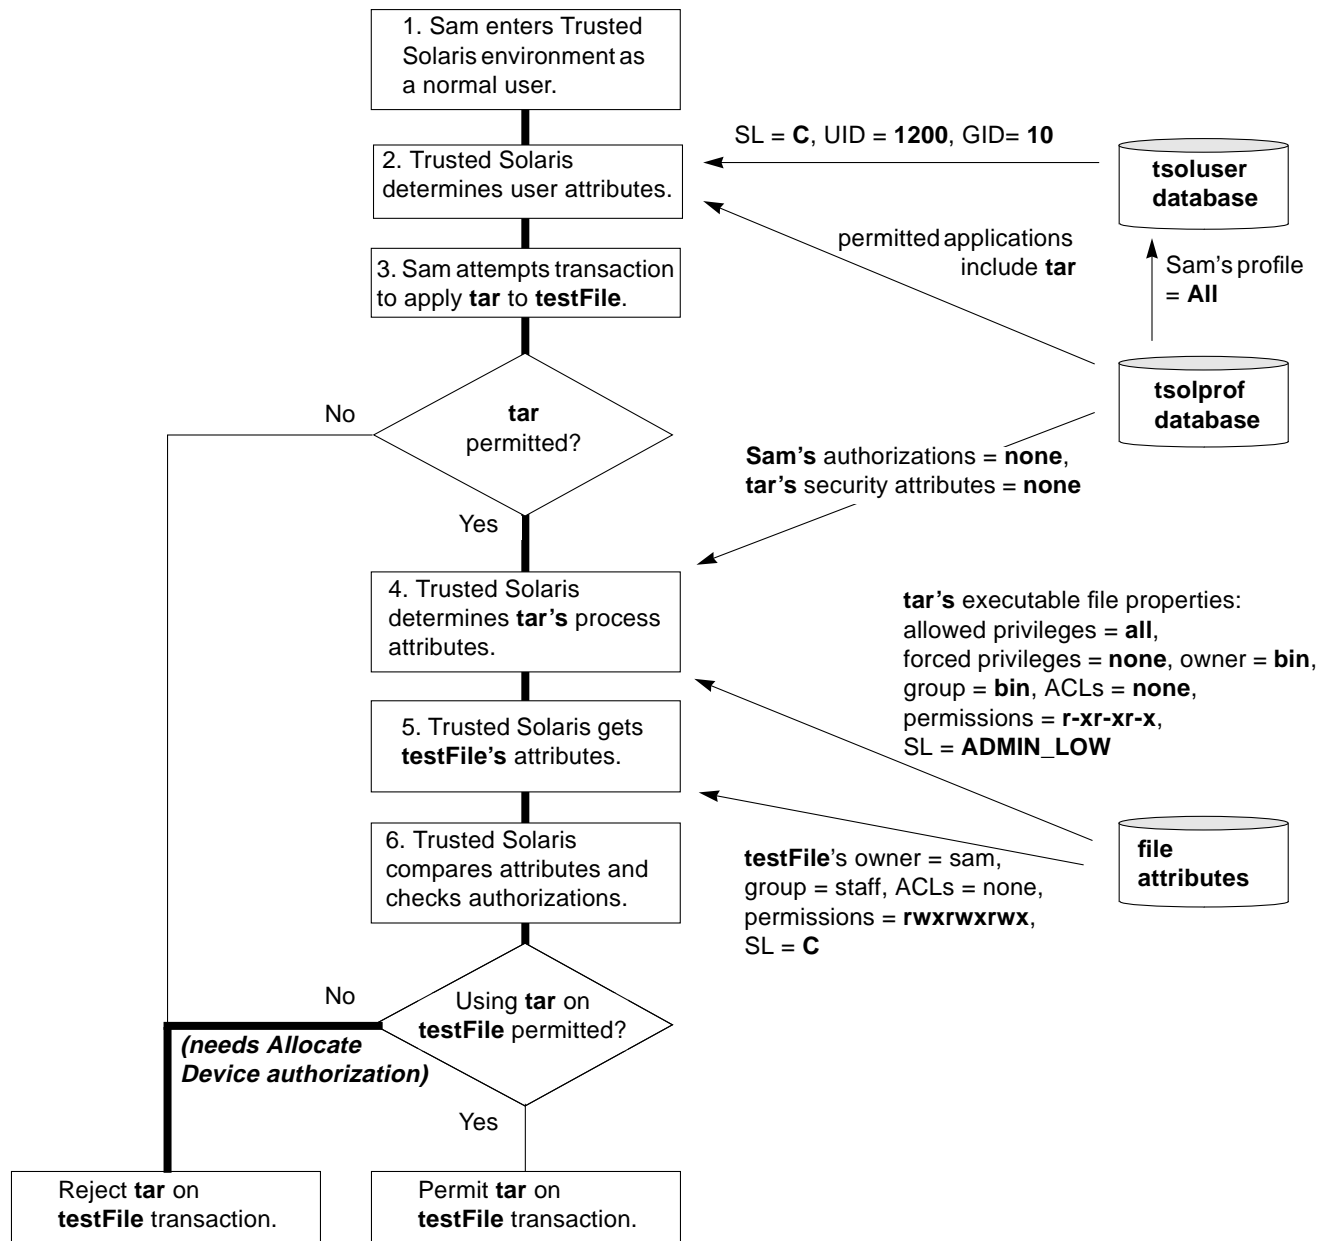 1. Sam enters Trusted
Solaris environment as
a normal user.
SL = C, UID = 1200, GID= 10
2. Trusted Solaris
determines user attributes.
tsoluser
database
permitted applications
include tar
Sam's profile
= All
3. Sam attempts transaction
to apply tar to testFile.
tsolprof
database
No
tar
permitted?
Sam's authorizations = none,
tar's security attributes = none
Yes
4. Trusted Solaris
determines tar's process
attributes.
tar's executable file properties:
allowed privileges = all,
forced privileges = none, owner = bin,
group = bin, ACLs = none,
permissions = r-xr-xr-x,
SL = ADMIN_LOW
5. Trusted Solaris gets
testFile's attributes.
6. Trusted Solaris
compares attributes and
checks authorizations.
testFile's owner = sam,
group = staff, ACLs = none,
permissions = rwxrwxrwx,
SL = C
file
attributes
No
Using tar on
testFile permitted?
(needs Allocate
Device authorization)
Yes
Reject tar on
testFile transaction.
Permit tar on
testFile transaction.